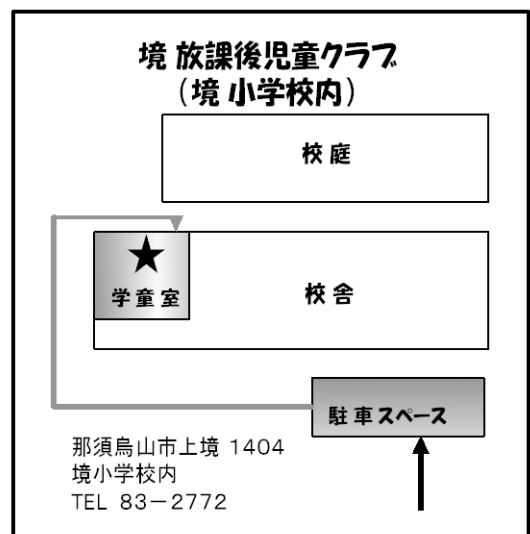 境 放課後児童クラブ
(境 小学校内)
校庭
★
学童室
校舎
駐車スペース
那須烏山市上境 1404
境小学校内
TEL 83-2772